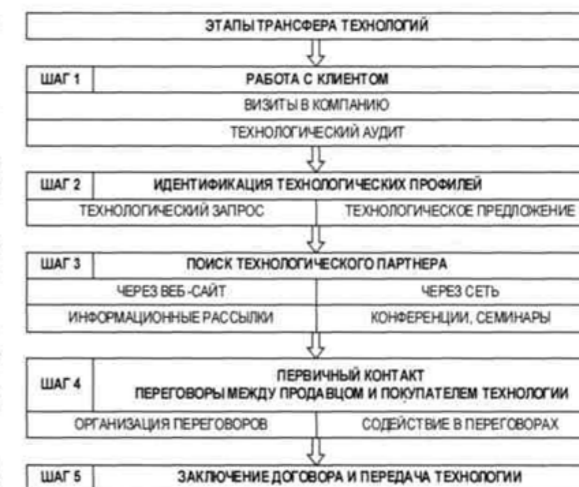 ЭТАПЫ ТРАНСФЕРА ТЕХНОЛОГИЙ
ШАГ 1 РАБОТА С КЛИЕНТОМ
ВИЗИТЫ В КОМПАНИЮ
ТЕХНОЛОГИЧЕСКИЙ АУДИТ
ШАГ 2 ИДЕНТИФИКАЦИЯ ТЕХНОЛОГИЧЕСКИХ ПРОФИЛЕЙ
ТЕХНОЛОГИЧЕСКИЙ ЗАПРОС ТЕХНОЛОГИЧЕСКОЕ ПРЕДЛОЖЕНИЕ
ШАГ 3 ПОИСК ТЕХНОЛОГИЧЕСКОГО ПАРТНЕРА
ЧЕРЕЗ ВЕБ-САЙТ ЧЕРЕЗ СЕТЬ
ИНФОРМАЦИОННЫЕ РАССЫЛКИ КОНФЕРЕНЦИИ, СЕМИНАРЫ
ШАГ 4 ПЕРВИЧНЫЙ КОНТАКТ
ПЕРЕГОВОРЫ МЕЖДУ ПРОДАВЦОМ И ПОКУПАТЕЛЕМ ТЕХНОЛОГИИ
ОРГАНИЗАЦИЯ ПЕРЕГОВОРОВ СОДЕЙСТВИЕ В ПЕРЕГОВОРАХ
ШАГ 5 ЗАКЛЮЧЕНИЕ ДОГОВОРА И ПЕРЕДАЧА ТЕХНОЛОГИИ